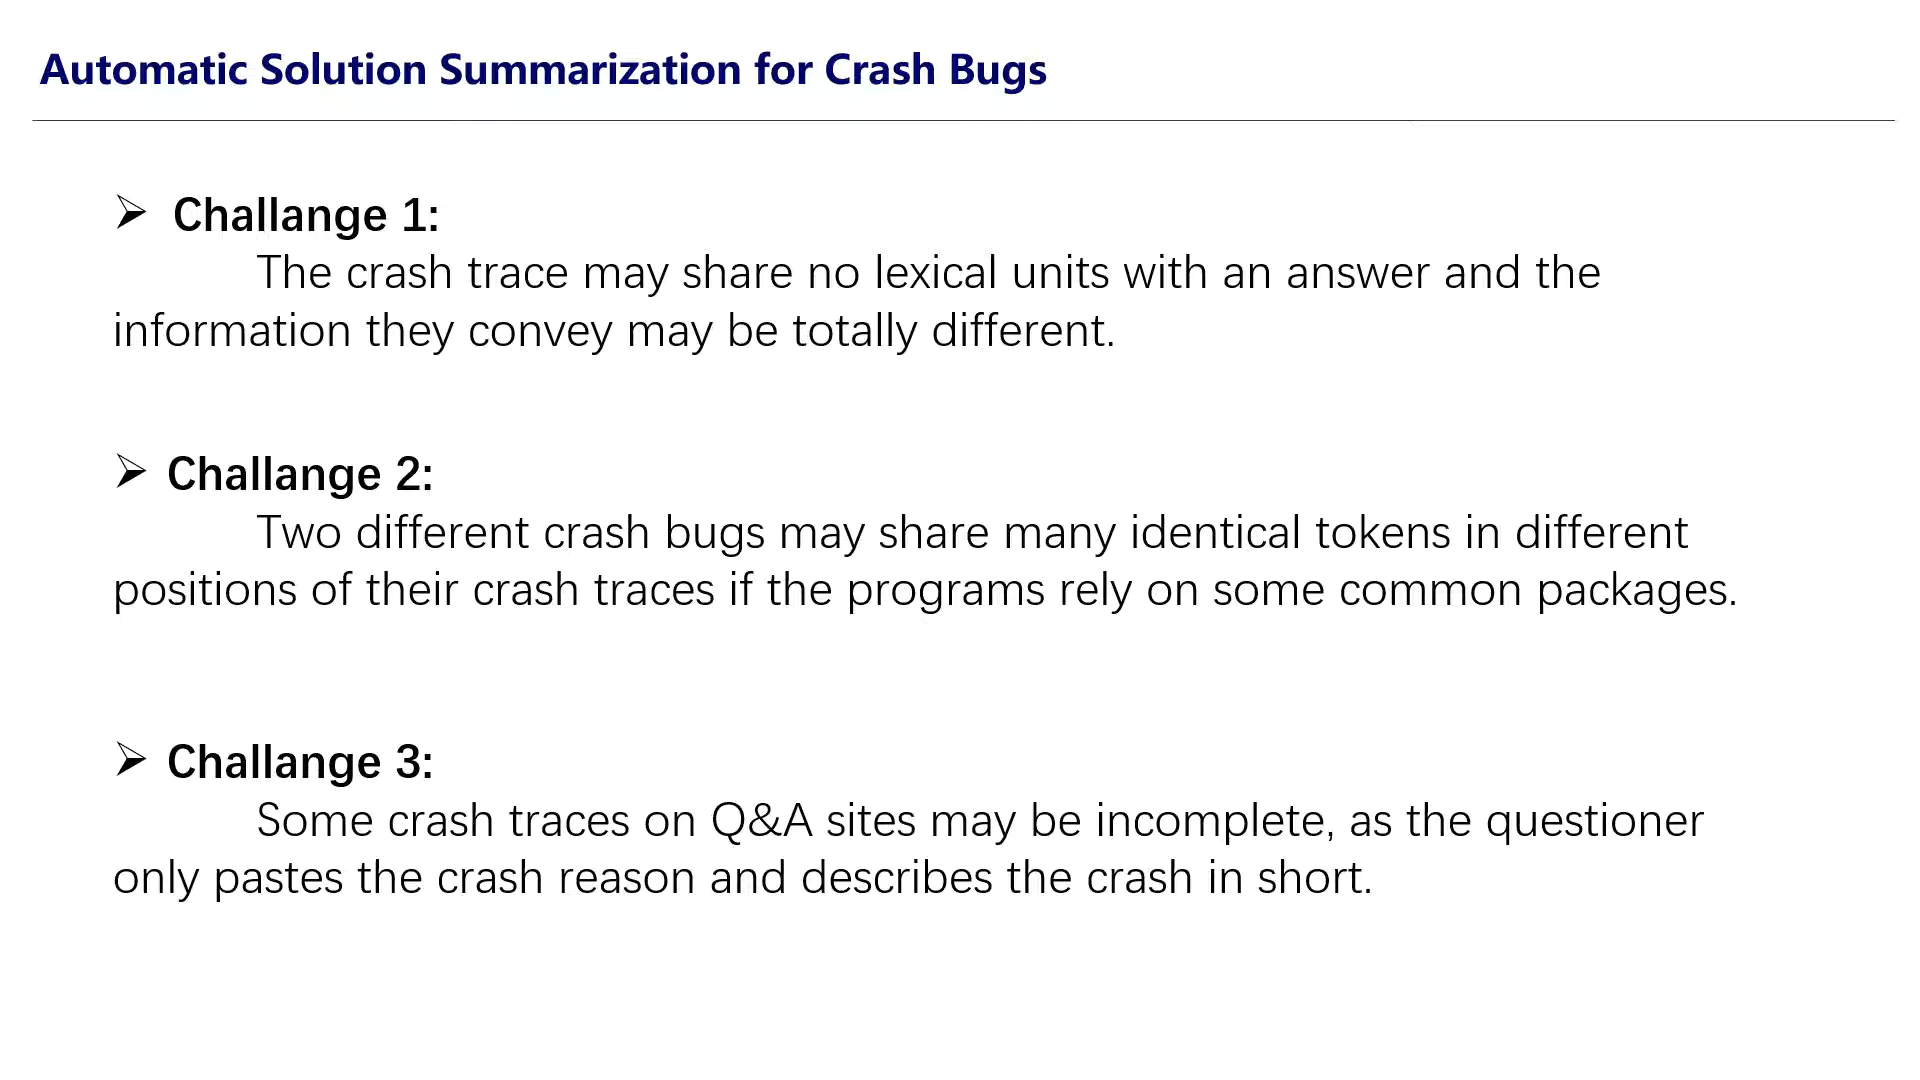 Automatic Solution Summarization for Crash Bugs
➢ Challange 1:
The crash trace may share no lexical units with an answer and the
information they convey may be totally different.
➢ Challange 2:
Two different crash bugs may share many identical tokens in different
positions of their crash traces if the programs rely on some common packages.
➢ Challange 3:
Some crash traces on Q&A sites may be incomplete, as the questioner
only pastes the crash reason and describes the crash in short.